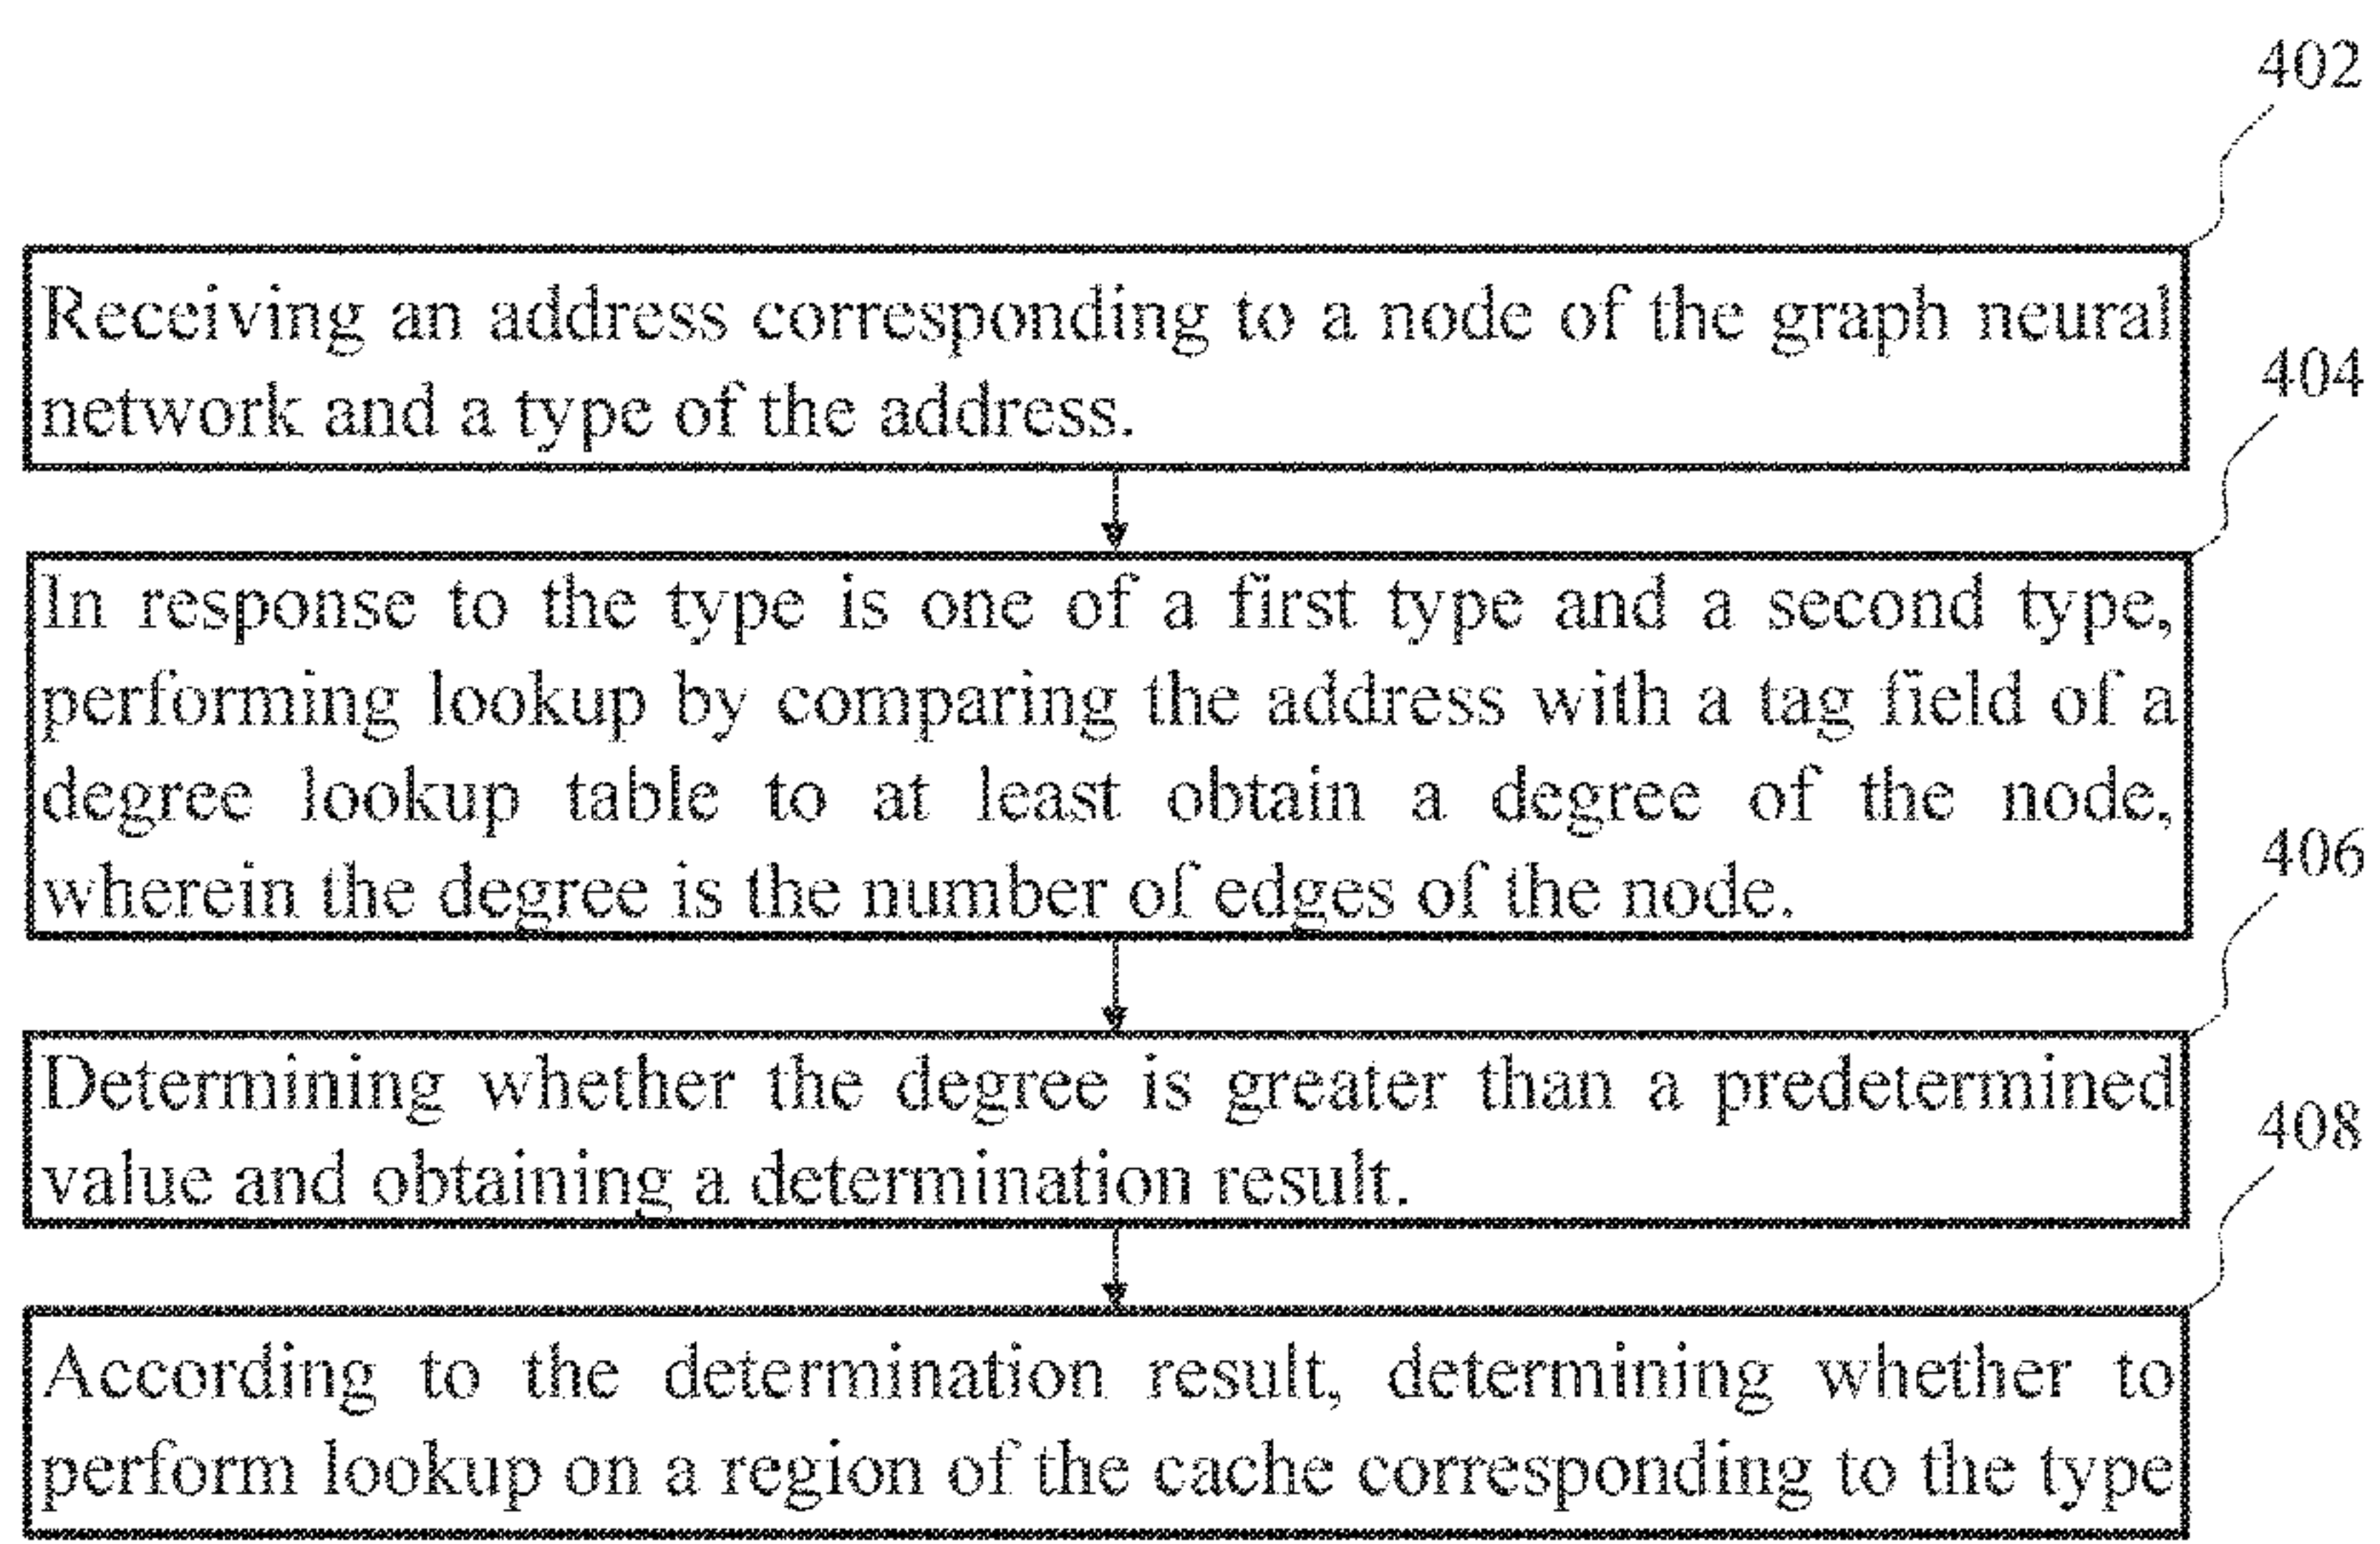 402
Receiving an address corresponding to a node of the graph neural
network and a type of the address.
404
In response to the type is one of a first type and a second type,
performing lookup by comparing the address with a tag field of a
degree lookup table to at least obtain a degree of the node,
wherein the degree is the number of edges of the node.
406
Determining whether the degree is greater than a predetermined
value and obtaining a determination result.
408
According to the determination result, determining whether to
perform lookup on a region of the cache corresponding to the type